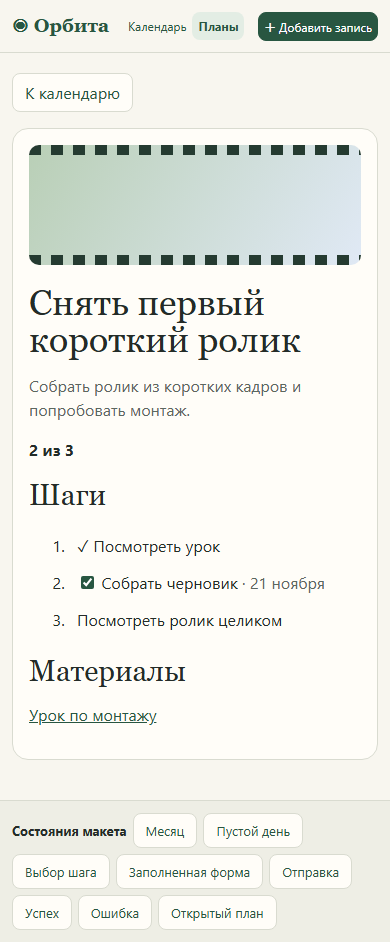 Орбита
Календарь
Планы
+ Добавить запись
К календарю
Снять первый
короткий ролик
Собрать ролик из коротких кадров и
попробовать монтаж.
2 из 3
Шаги
1. ✓ Посмотреть урок
2. Собрать черновик · 21 ноября
3. Посмотреть ролик целиком
Материалы
Урок по монтажу
Состояния макета
Месяц
Пустой день
Выбор шага
Заполненная форма
Отправка
Успех
Ошибка
Открытый план